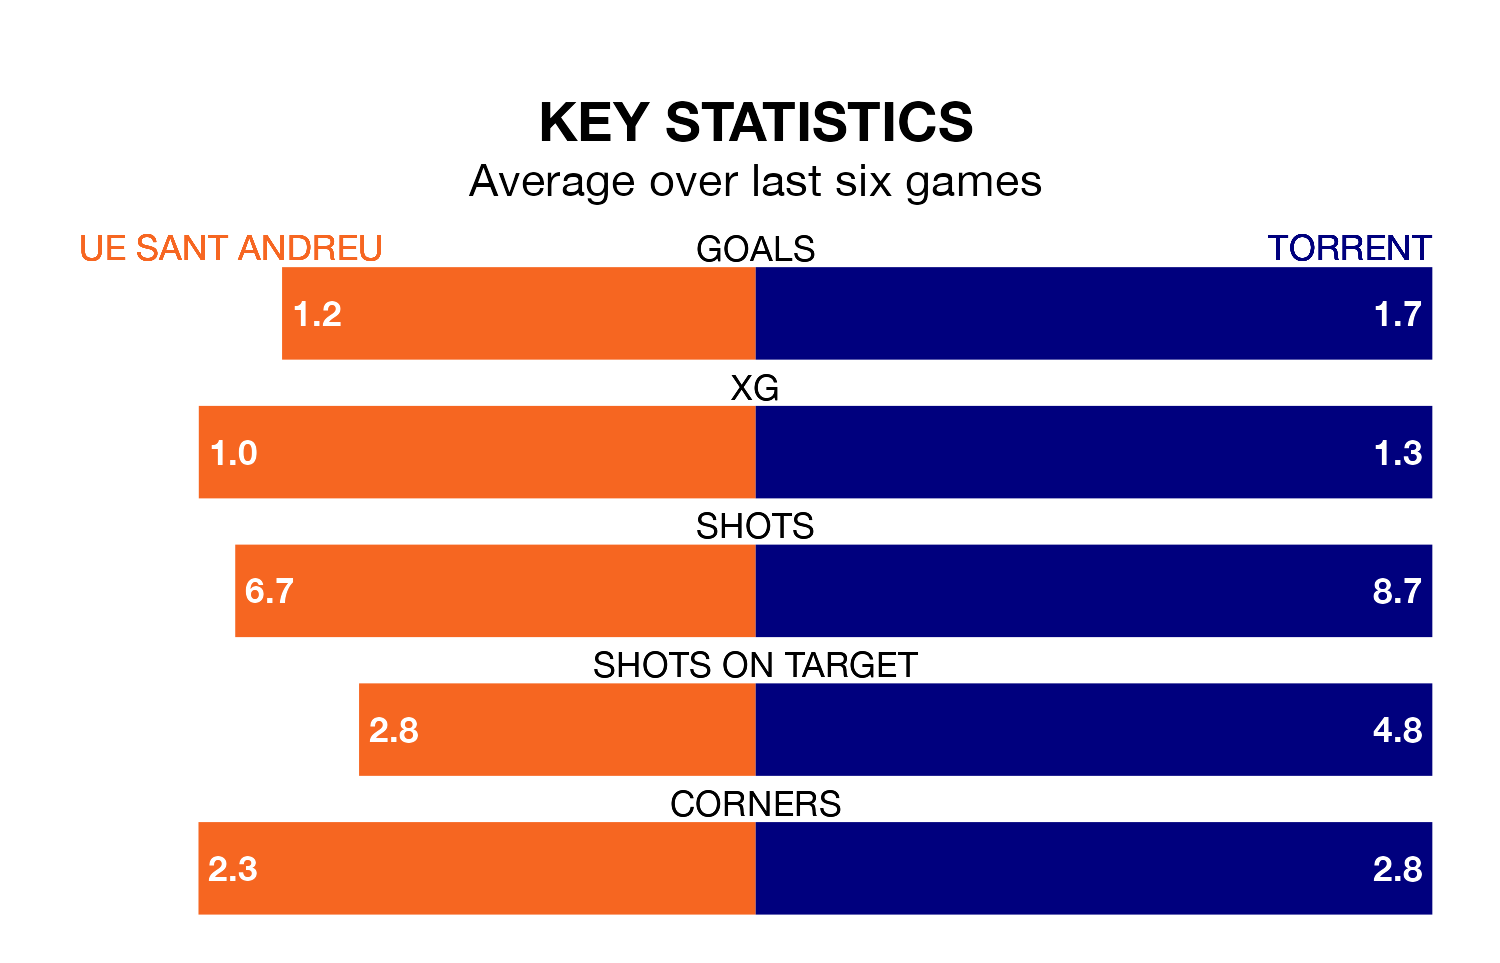 KEY STATISTICS
Average over last six games
UE SANT ANDREU GOALS TORRENT
1.2 1.7
XG
1.0 1.3
SHOTS
6.7 8.7
SHOTS ON TARGET
2.8 4.8
CORNERS
2.3 2.8